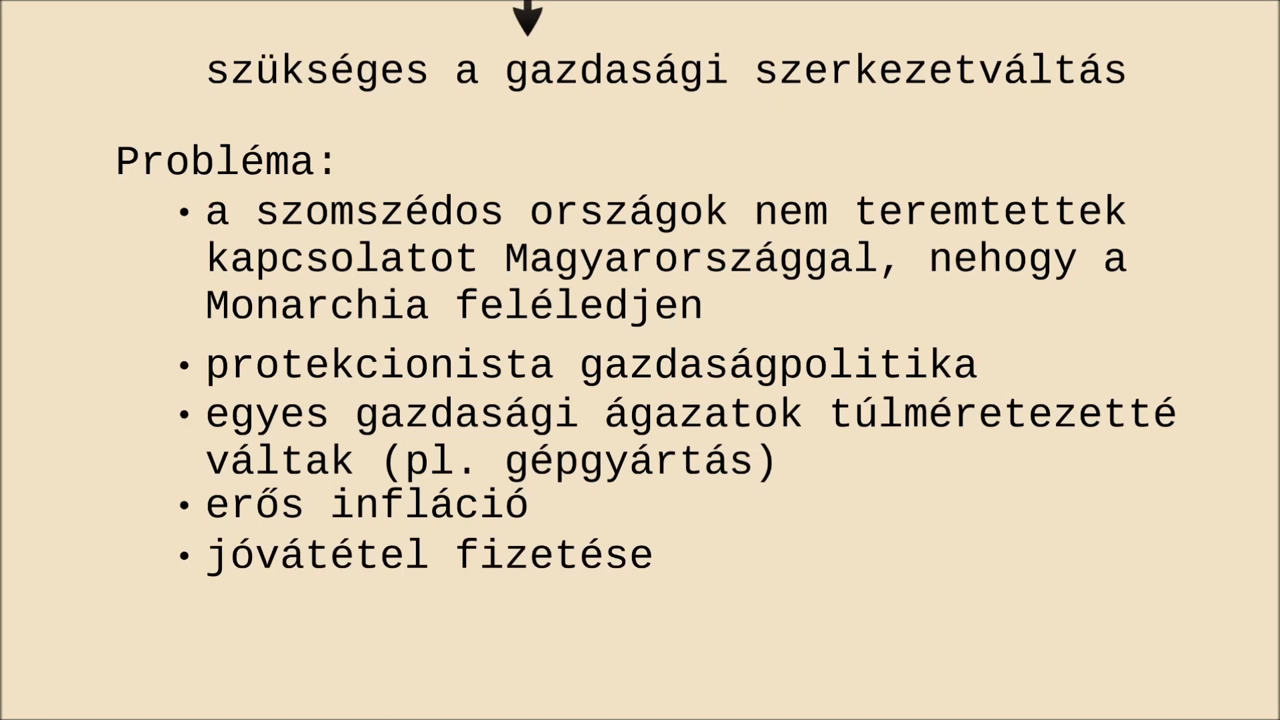 szükséges a gazdasági szerkezetváltás
Probléma:
• a szomszédos országok nem teremtettek
kapcsolatot Magyarországgal, nehogy a
Monarchia feléledjen
• protekcionista gazdaságpolitika
• egyes gazdasági ágazatok túlméretezetté
váltak (pl. gépgyártás)
• erős infláció
• jóvátétel fizetése